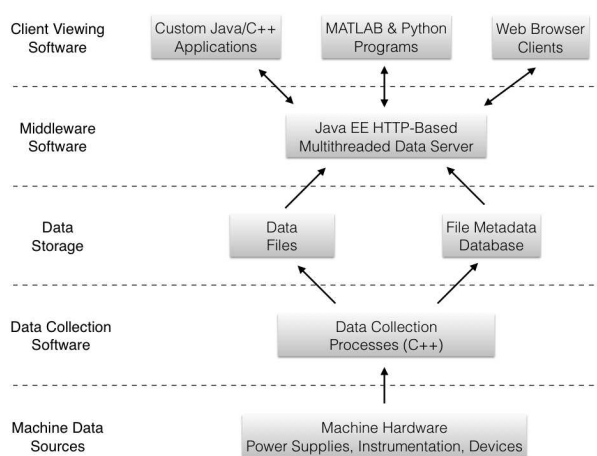 Client Viewing
Software
Custom Java/C++
Applications
MATLAB & Python
Programs
Web Browser
Clients
Middleware
Software
Java EE HTTP-Based
Multithreaded Data Server
Data
Storage
Data
Files
File Metadata
Database
Data Collection
Software
Data Collection
Processes (C++)
Machine Data
Sources
Machine Hardware
Power Supplies, Instrumentation, Devices